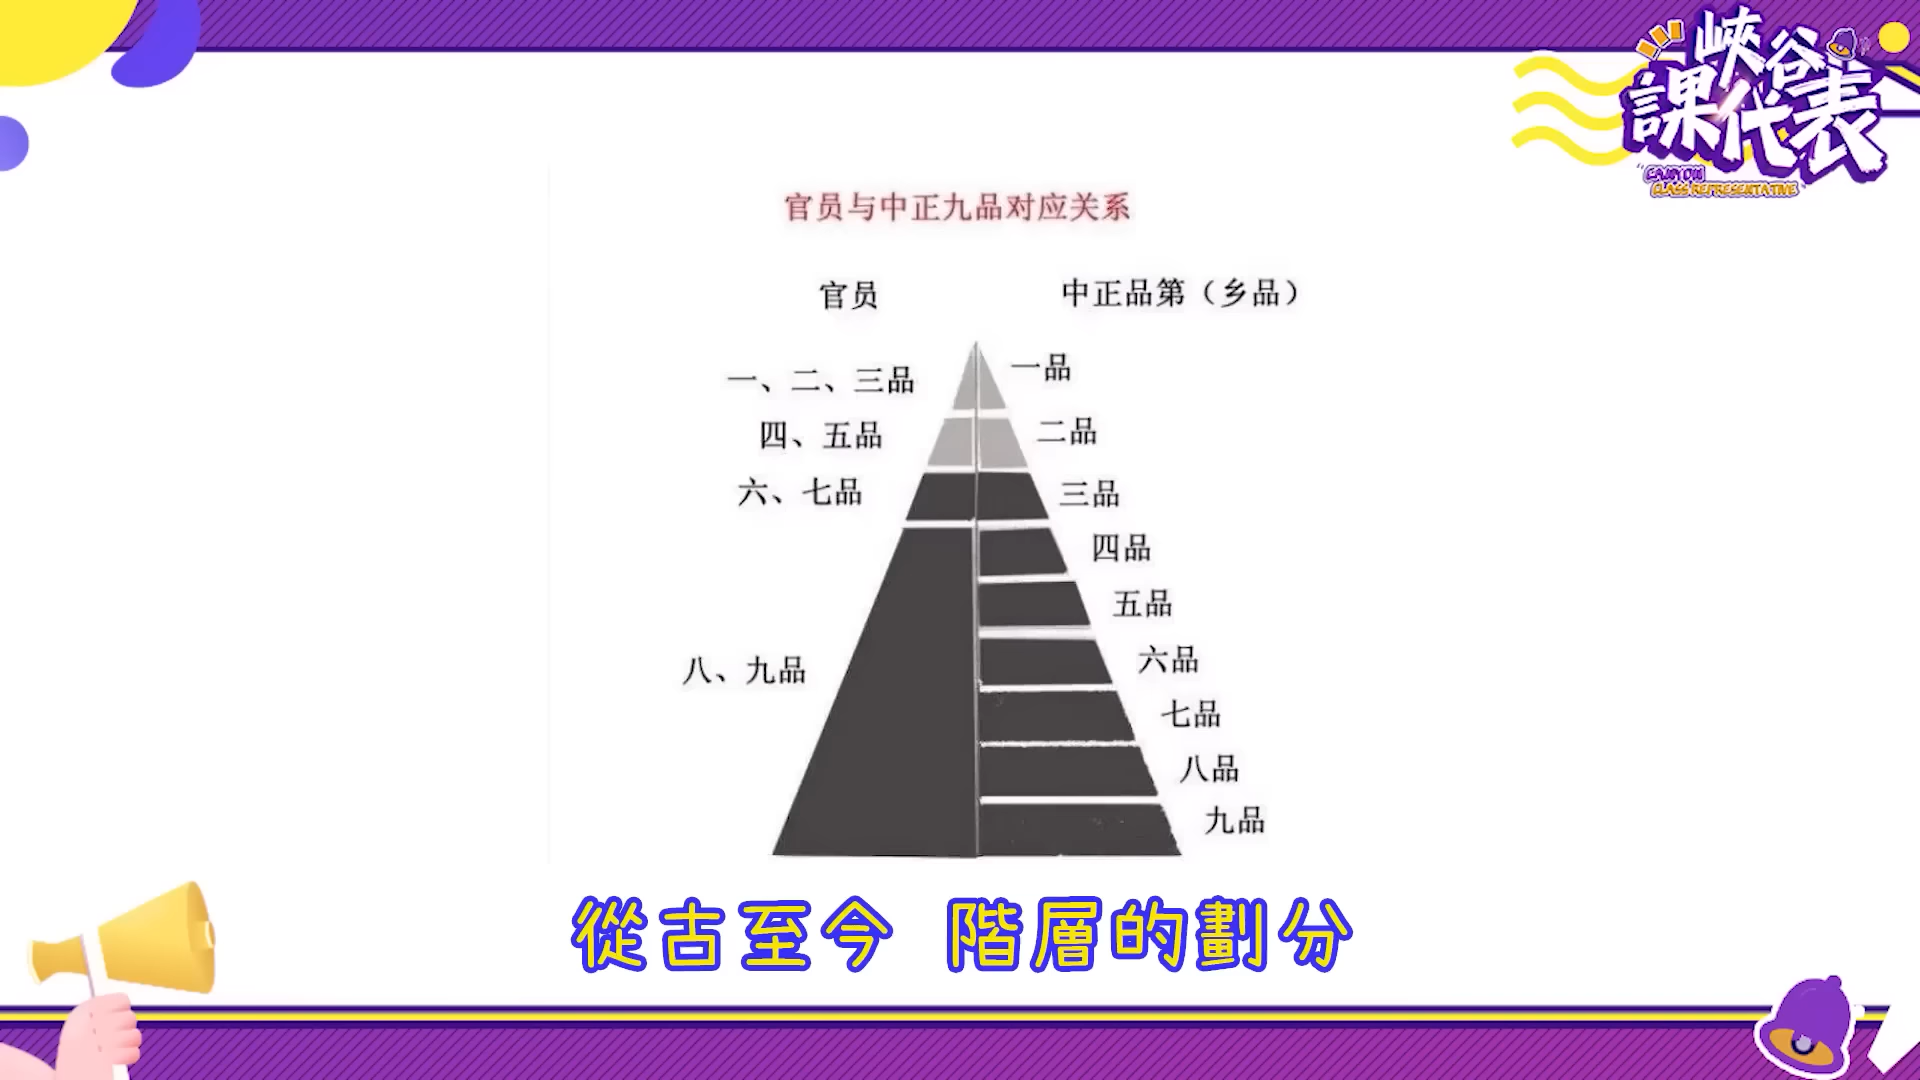 峽谷
課代表
"CANYON
CLASS REPRESENTATIVE"
官员与中正九品对应关系
官员
中正品第（乡品）
一、二、三品
一品
四、五品
二品
六、七品
三品
四品
五品
八、九品
六品
七品
八品
九品
從古至今 階層的劃分